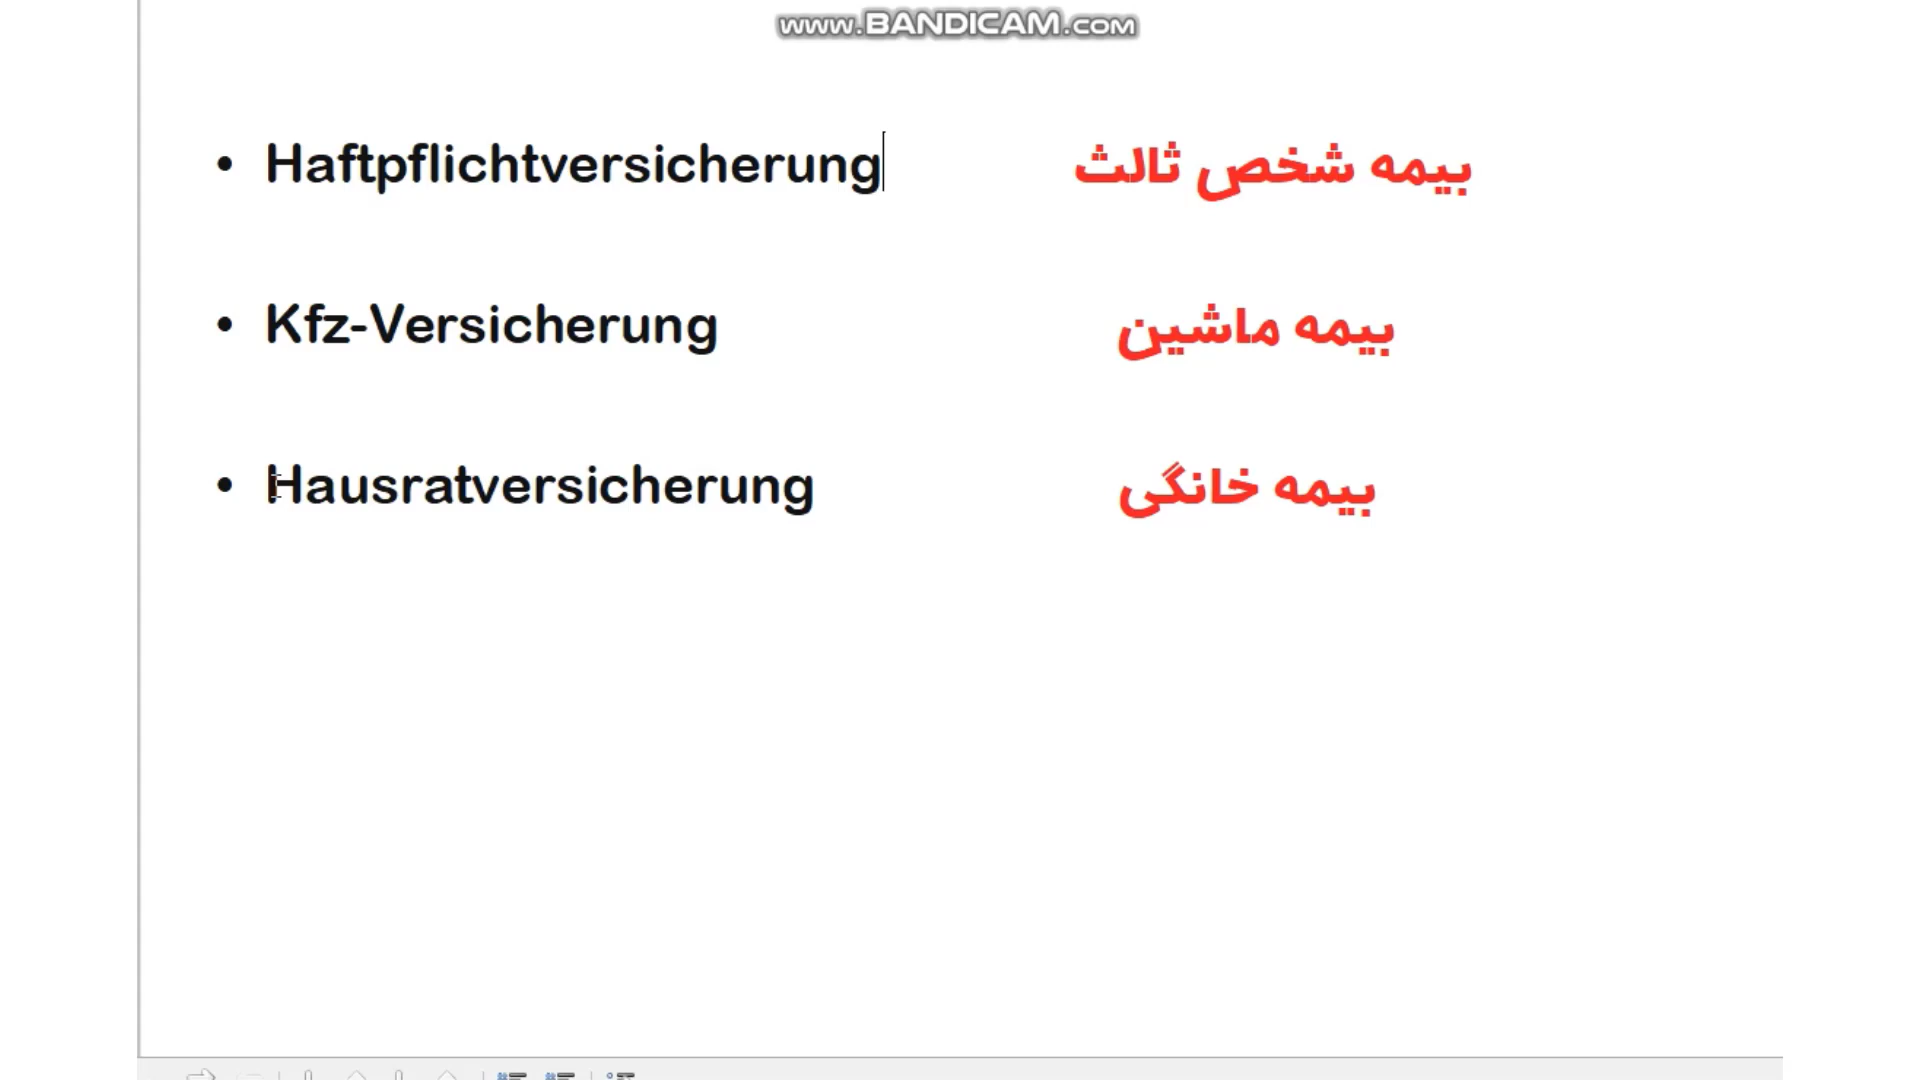 www.BANDICAM.com
• Haftpflichtversicherung بیمه شخص ثالث
• Kfz-Versicherung بیمه ماشین
• Hausratversicherung بیمه خانگی